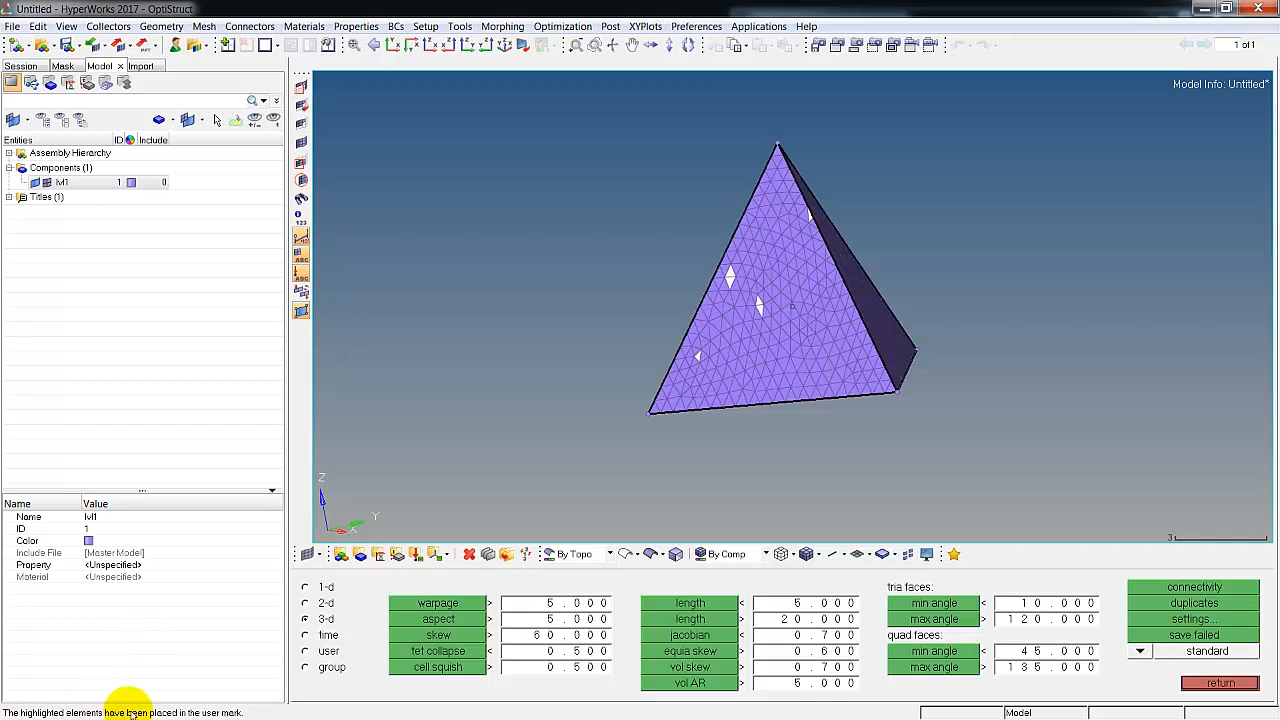 Untitled - HyperWorks 2017 - OptiStruct
File Edit View Collectors Geometry Mesh Connectors Materials Properties BCs Setup Tools Morphing Optimization Post XYPlots Preferences Applications Help
1 of 1
Session Mask Model Import
Model Info: Untitled*
Entities ID Include
Assembly Hierarchy
Components (1)
lvl1 1 0
Titles (1)
123
ABC
ABC
Z
Y
X
3
Name Value
Name lvl1
ID 1
Color
Include File [Master Model]
Property <Unspecified>
Material <Unspecified>
By Topo By Comp
1-d
2-d
3-d
time
user
group
warpage > 5.000
aspect > 5.000
skew > 60.000
tet collapse < 0.500
cell squish > 0.500
length < 5.000
length > 20.000
jacobian < 0.700
equia skew > 0.600
vol skew > 0.700
vol AR > 5.000
tria faces:
min angle < 10.000
max angle > 120.000
quad faces:
min angle < 45.000
max angle > 135.000
connectivity
duplicates
settings...
save failed
standard
return
The highlighted elements have been placed in the user mark.
Model